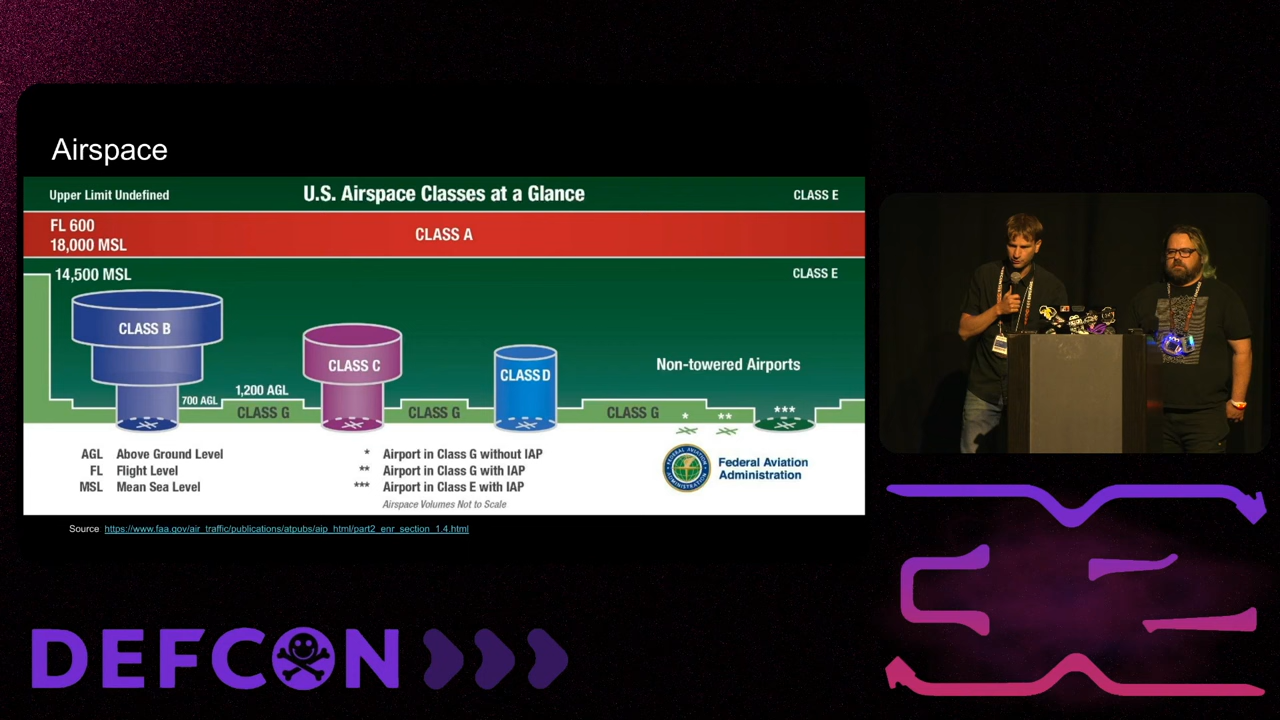 Airspace
Upper Limit Undefined
U.S. Airspace Classes at a Glance
CLASS E
FL 600
18,000 MSL
CLASS A
14,500 MSL
CLASS E
CLASS B
CLASS C
CLASS D
Non-towered Airports
700 AGL
1,200 AGL
CLASS G
CLASS G
CLASS G
*
**
***
AGL Above Ground Level
FL Flight Level
MSL Mean Sea Level
* Airport in Class G without IAP
** Airport in Class G with IAP
*** Airport in Class E with IAP
Airspace Volumes Not to Scale
Federal Aviation
Administration
Source https://www.faa.gov/air_traffic/publications/atpubs/aip_html/part2_enr_section_1.4.html
DEFCON